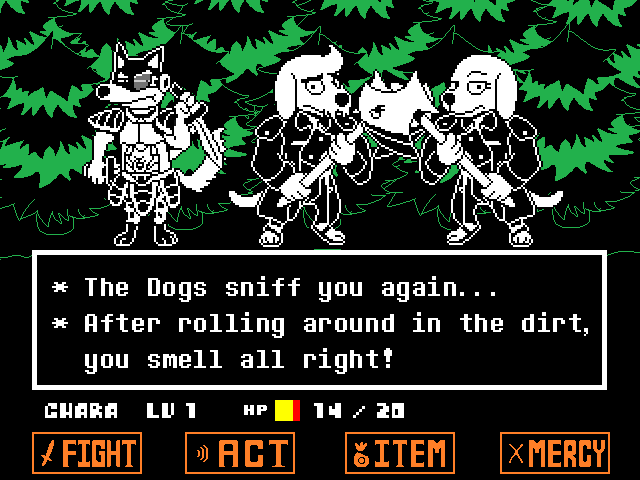 * The Dogs sniff you again...
* After rolling around in the dirt,
you smell all right!
CHARA LV 1 HP 14 / 20
FIGHT ACT ITEM MERCY